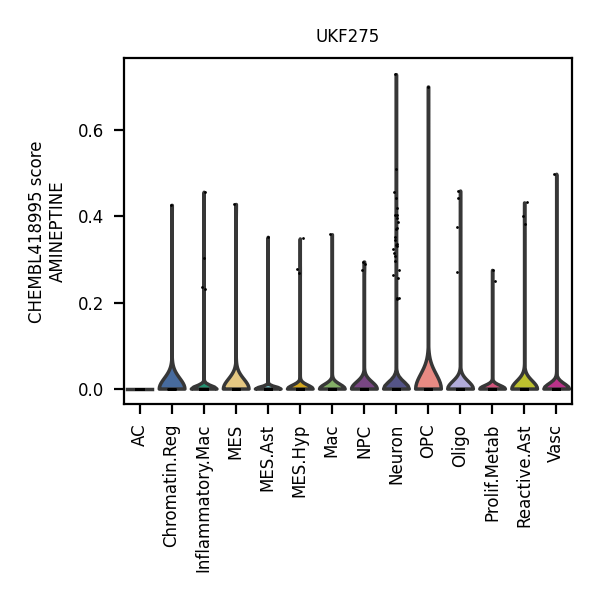 UKF275
CHEMBL418995 score
AMINEPTINE
0.6
0.4
0.2
0.0
AC
Chromatin.Reg
Inflammatory.Mac
MES
MES.Ast
MES.Hyp
Mac
NPC
Neuron
OPC
Oligo
Prolif.Metab
Reactive.Ast
Vasc